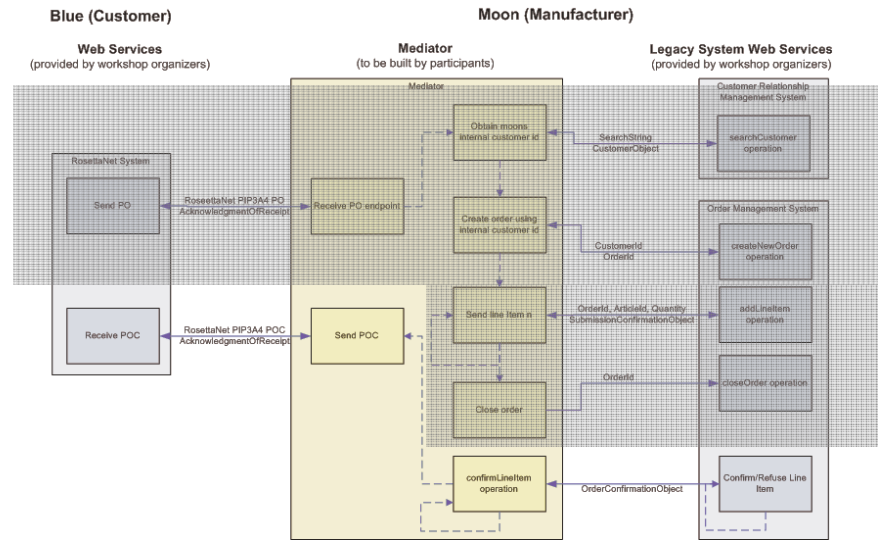 Blue (Customer)
Moon (Manufacturer)
Web Services
(provided by workshop organizers)
Mediator
(to be built by participants)
Legacy System Web Services
(provided by workshop organizers)
Mediator
Customer Relationship
Management System
Obtain moons
internal customer id
SearchString
CustomerObject
searchCustomer
operation
RosettaNet System
Send PO
RoseettaNet PIP3A4 PO
AcknowledgmentOfReceipt
Receive PO endpoint
Create order using
internal customer id
Order Management System
CustomerId
OrderId
createNewOrder
operation
Receive POC
RosettaNet PIP3A4 POC
AcknowledgmentOfReceipt
Send POC
Send line Item n
OrderId, ArticleId, Quantity
SubmissionConfirmationObject
addLineItem
operation
Close order
OrderId
closeOrder operation
confirmLineItem
operation
OrderConfirmationObject
Confirm/Refuse Line
Item